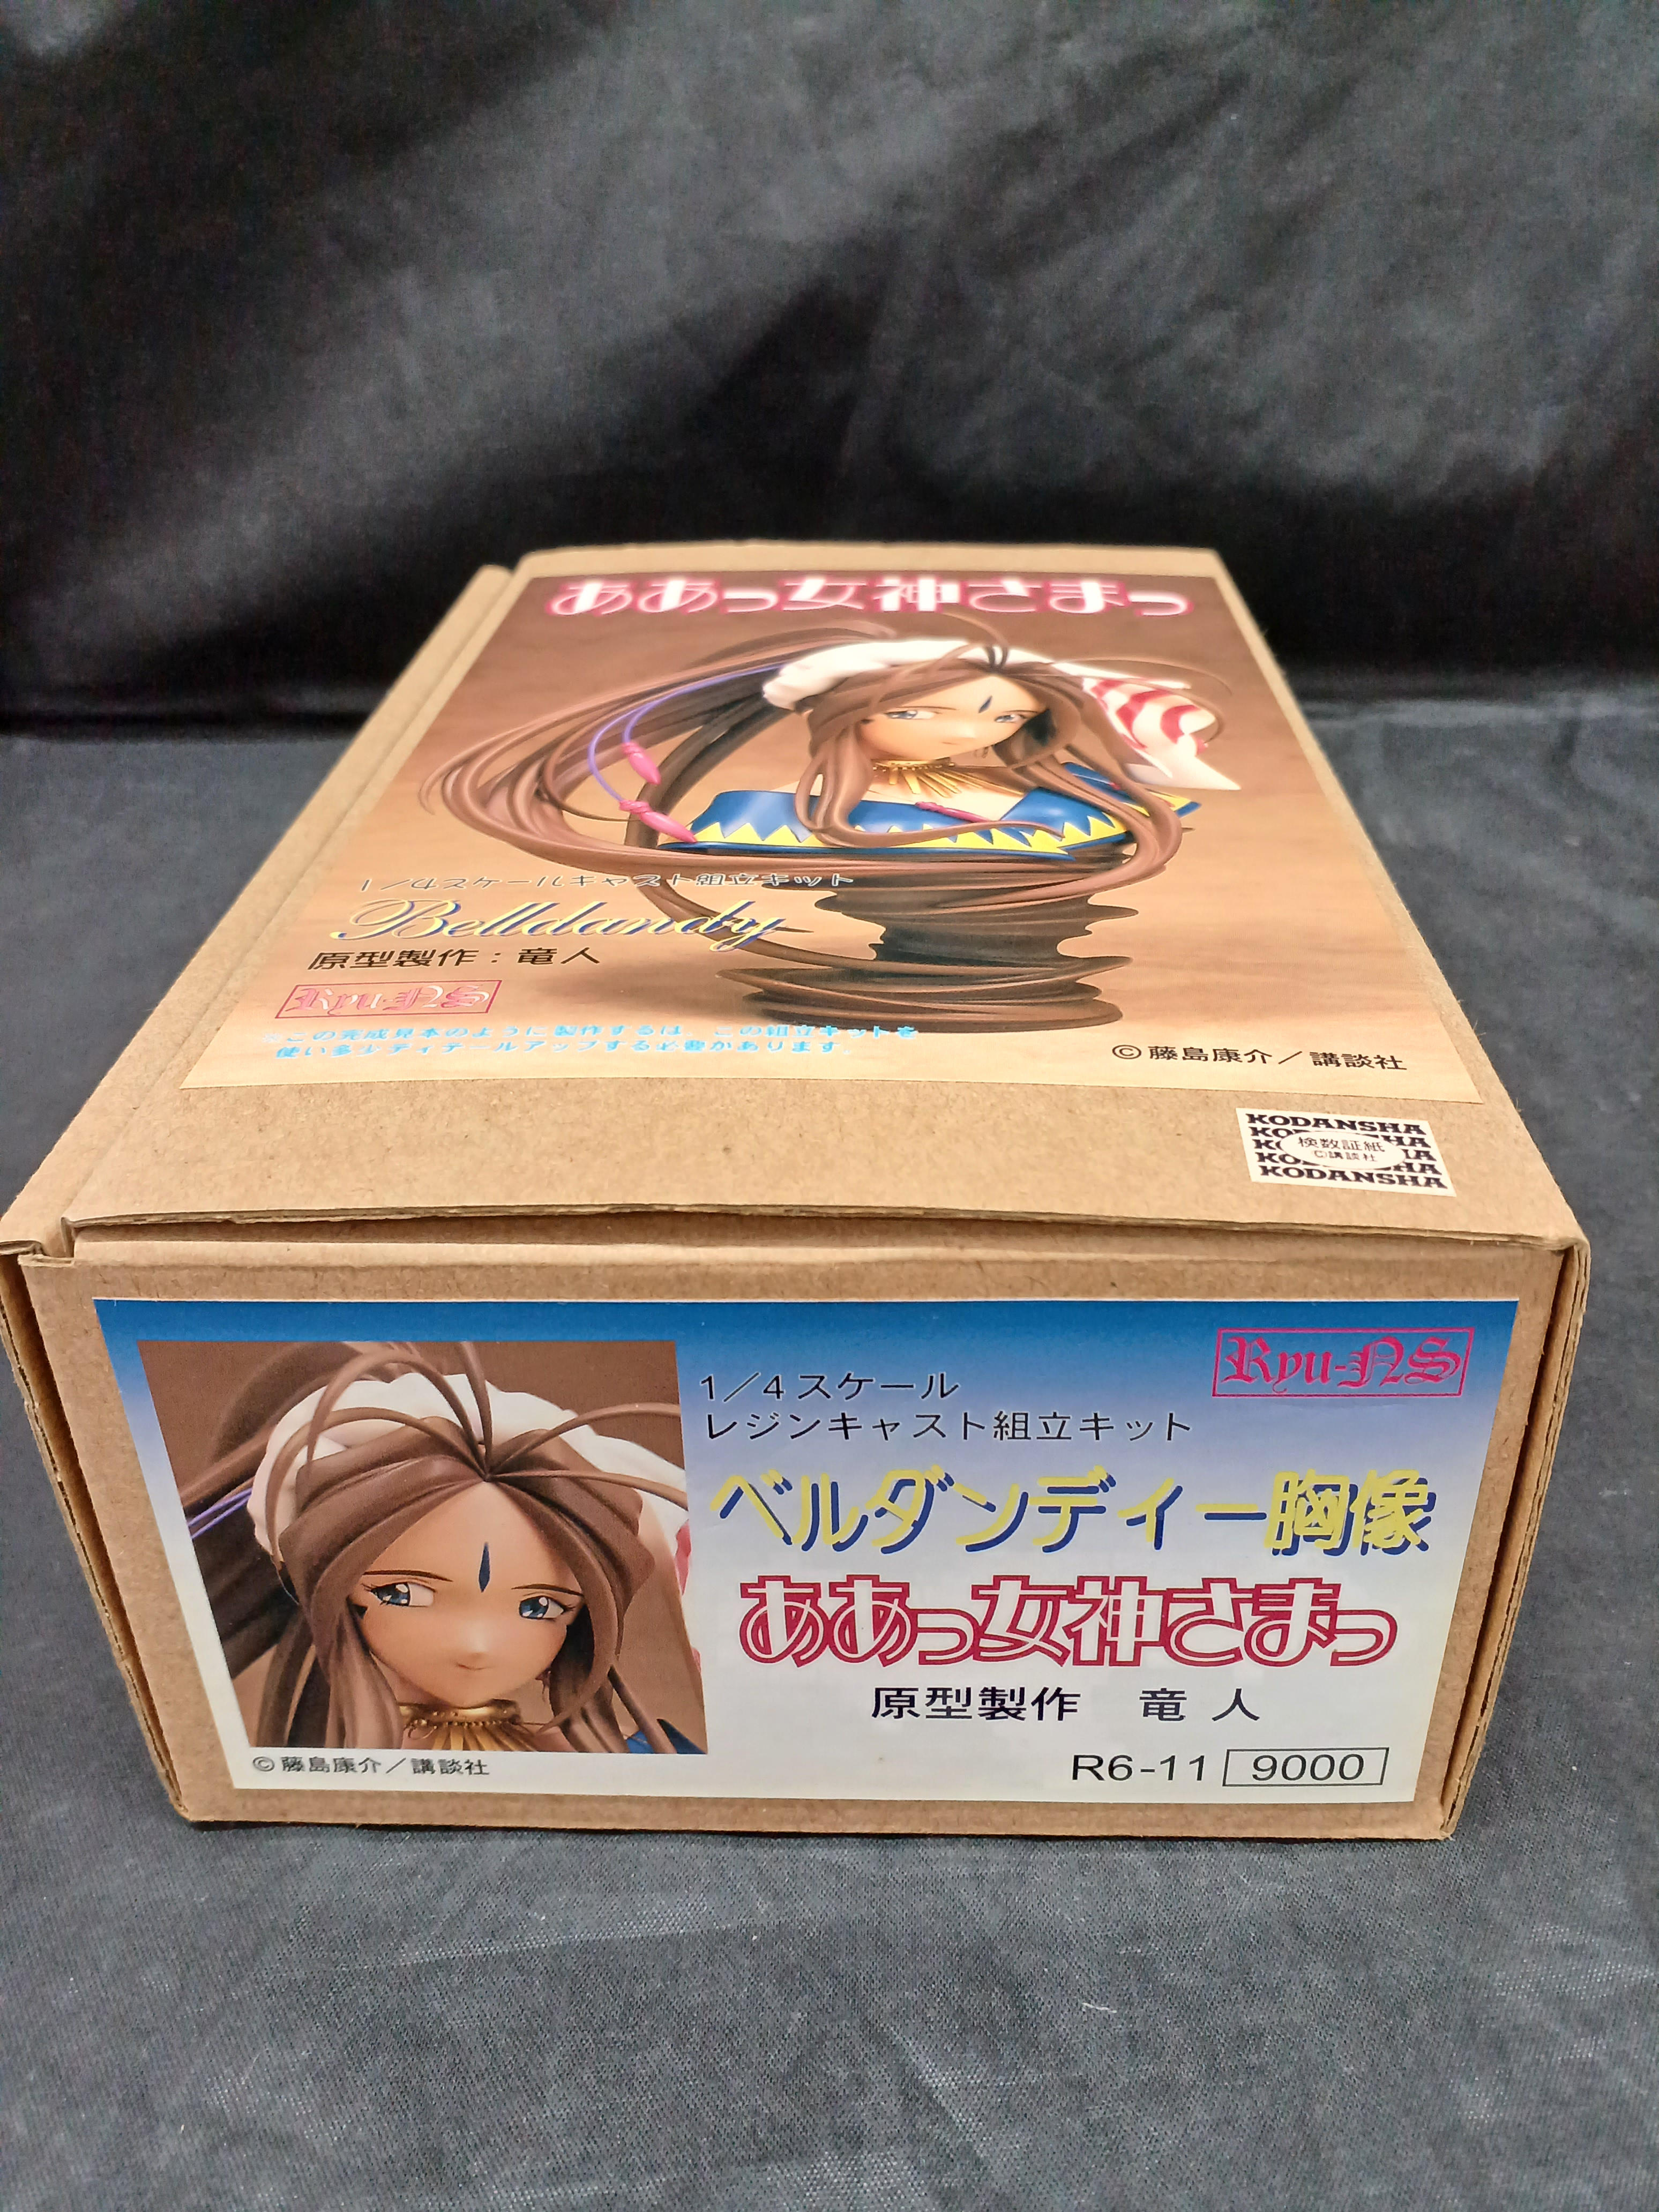 ああっ女神さまっ
1/4スケールキャスト組立キット
Belldandy
原型製作:竜人
Ryu-NS
※この完成見本のように製作するは、この組立キットを
使い多少ディテールアップする必要があります。
©藤島康介/講談社
KODANSHA
検数証紙
©講談社
KODANSHA
1/4スケール
Ryu-NS
レジンキャスト組立キット
ベルダンディー胸像
ああっ女神さまっ
原型製作 竜人
©藤島康介/講談社
R6-11 9000